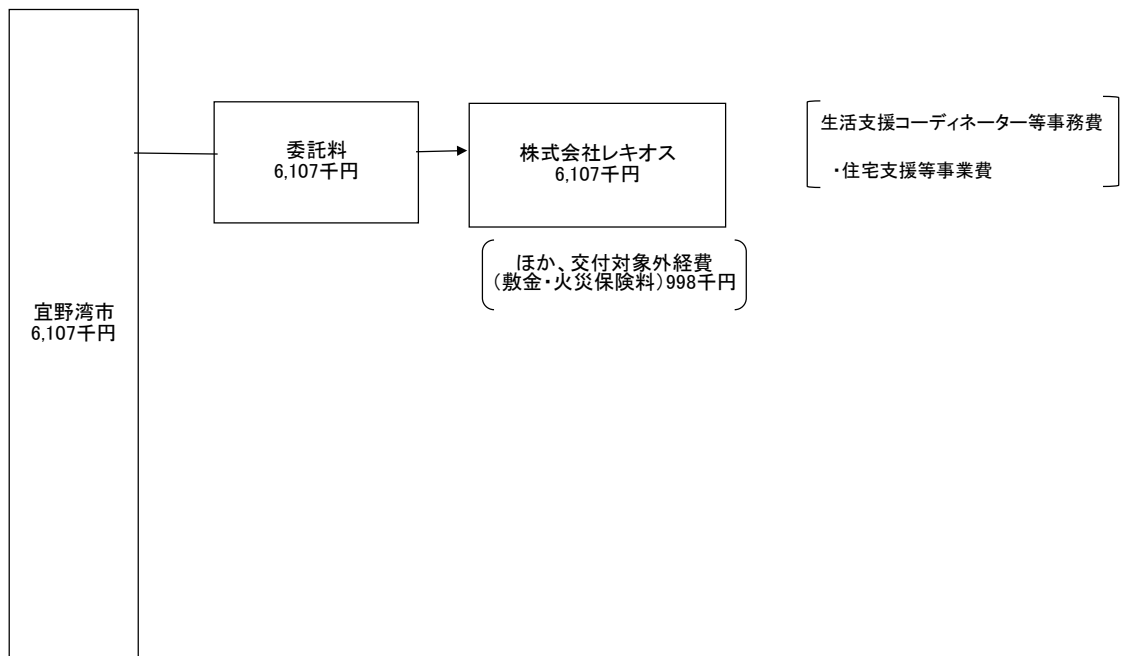 宜野湾市
6,107千円
委託料
6,107千円
株式会社レキオス
6,107千円
ほか、交付対象外経費
(敷金・火災保険料)998千円
生活支援コーディネーター等事務費
・住宅支援等事業費